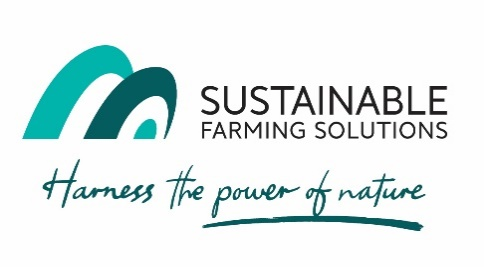 SUSTAINABLE
FARMING SOLUTIONS
Harness the power of nature